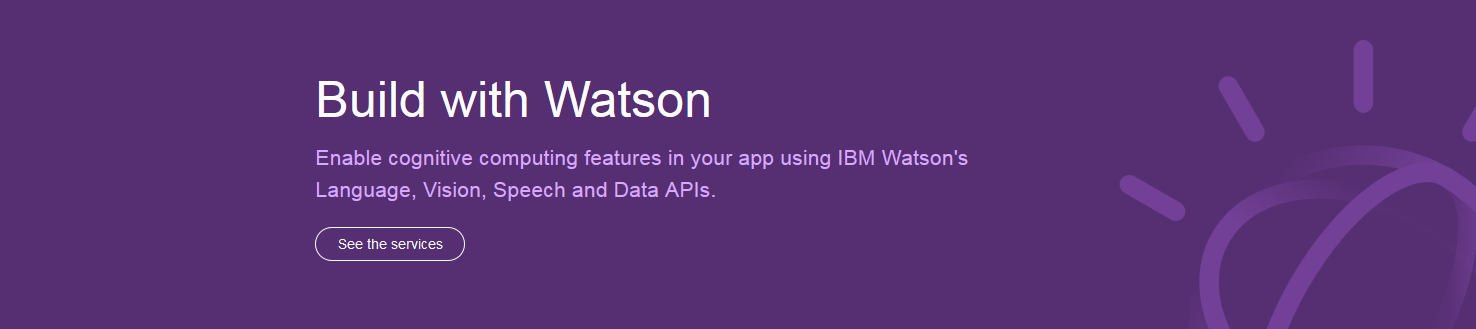 Build with Watson
Enable cognitive computing features in your app using IBM Watson's
Language, Vision, Speech and Data APIs.
See the services